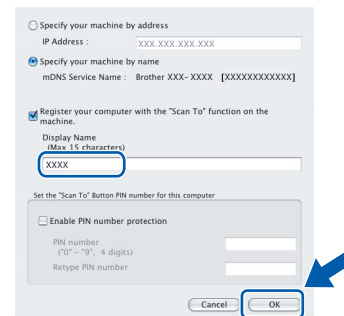 Specify your machine by address
IP Address : XXX.XXX.XXX.XXX
Specify your machine by name
mDNS Service Name : Brother XXX- XXXX [XXXXXXXXXXXX]
Register your computer with the "Scan To" function on the
machine.
Display Name
(Max 15 characters)
XXXX
Set the "Scan To" Button PIN number for this computer
Enable PIN number protection
PIN number
("0" - "9", 4 digits)
Retype PIN number
Cancel OK